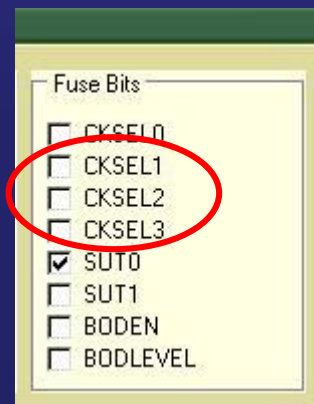 Fuse Bits
CKSEL0
CKSEL1
CKSEL2
CKSEL3
SUT0
SUT1
BODEN
BODLEVEL